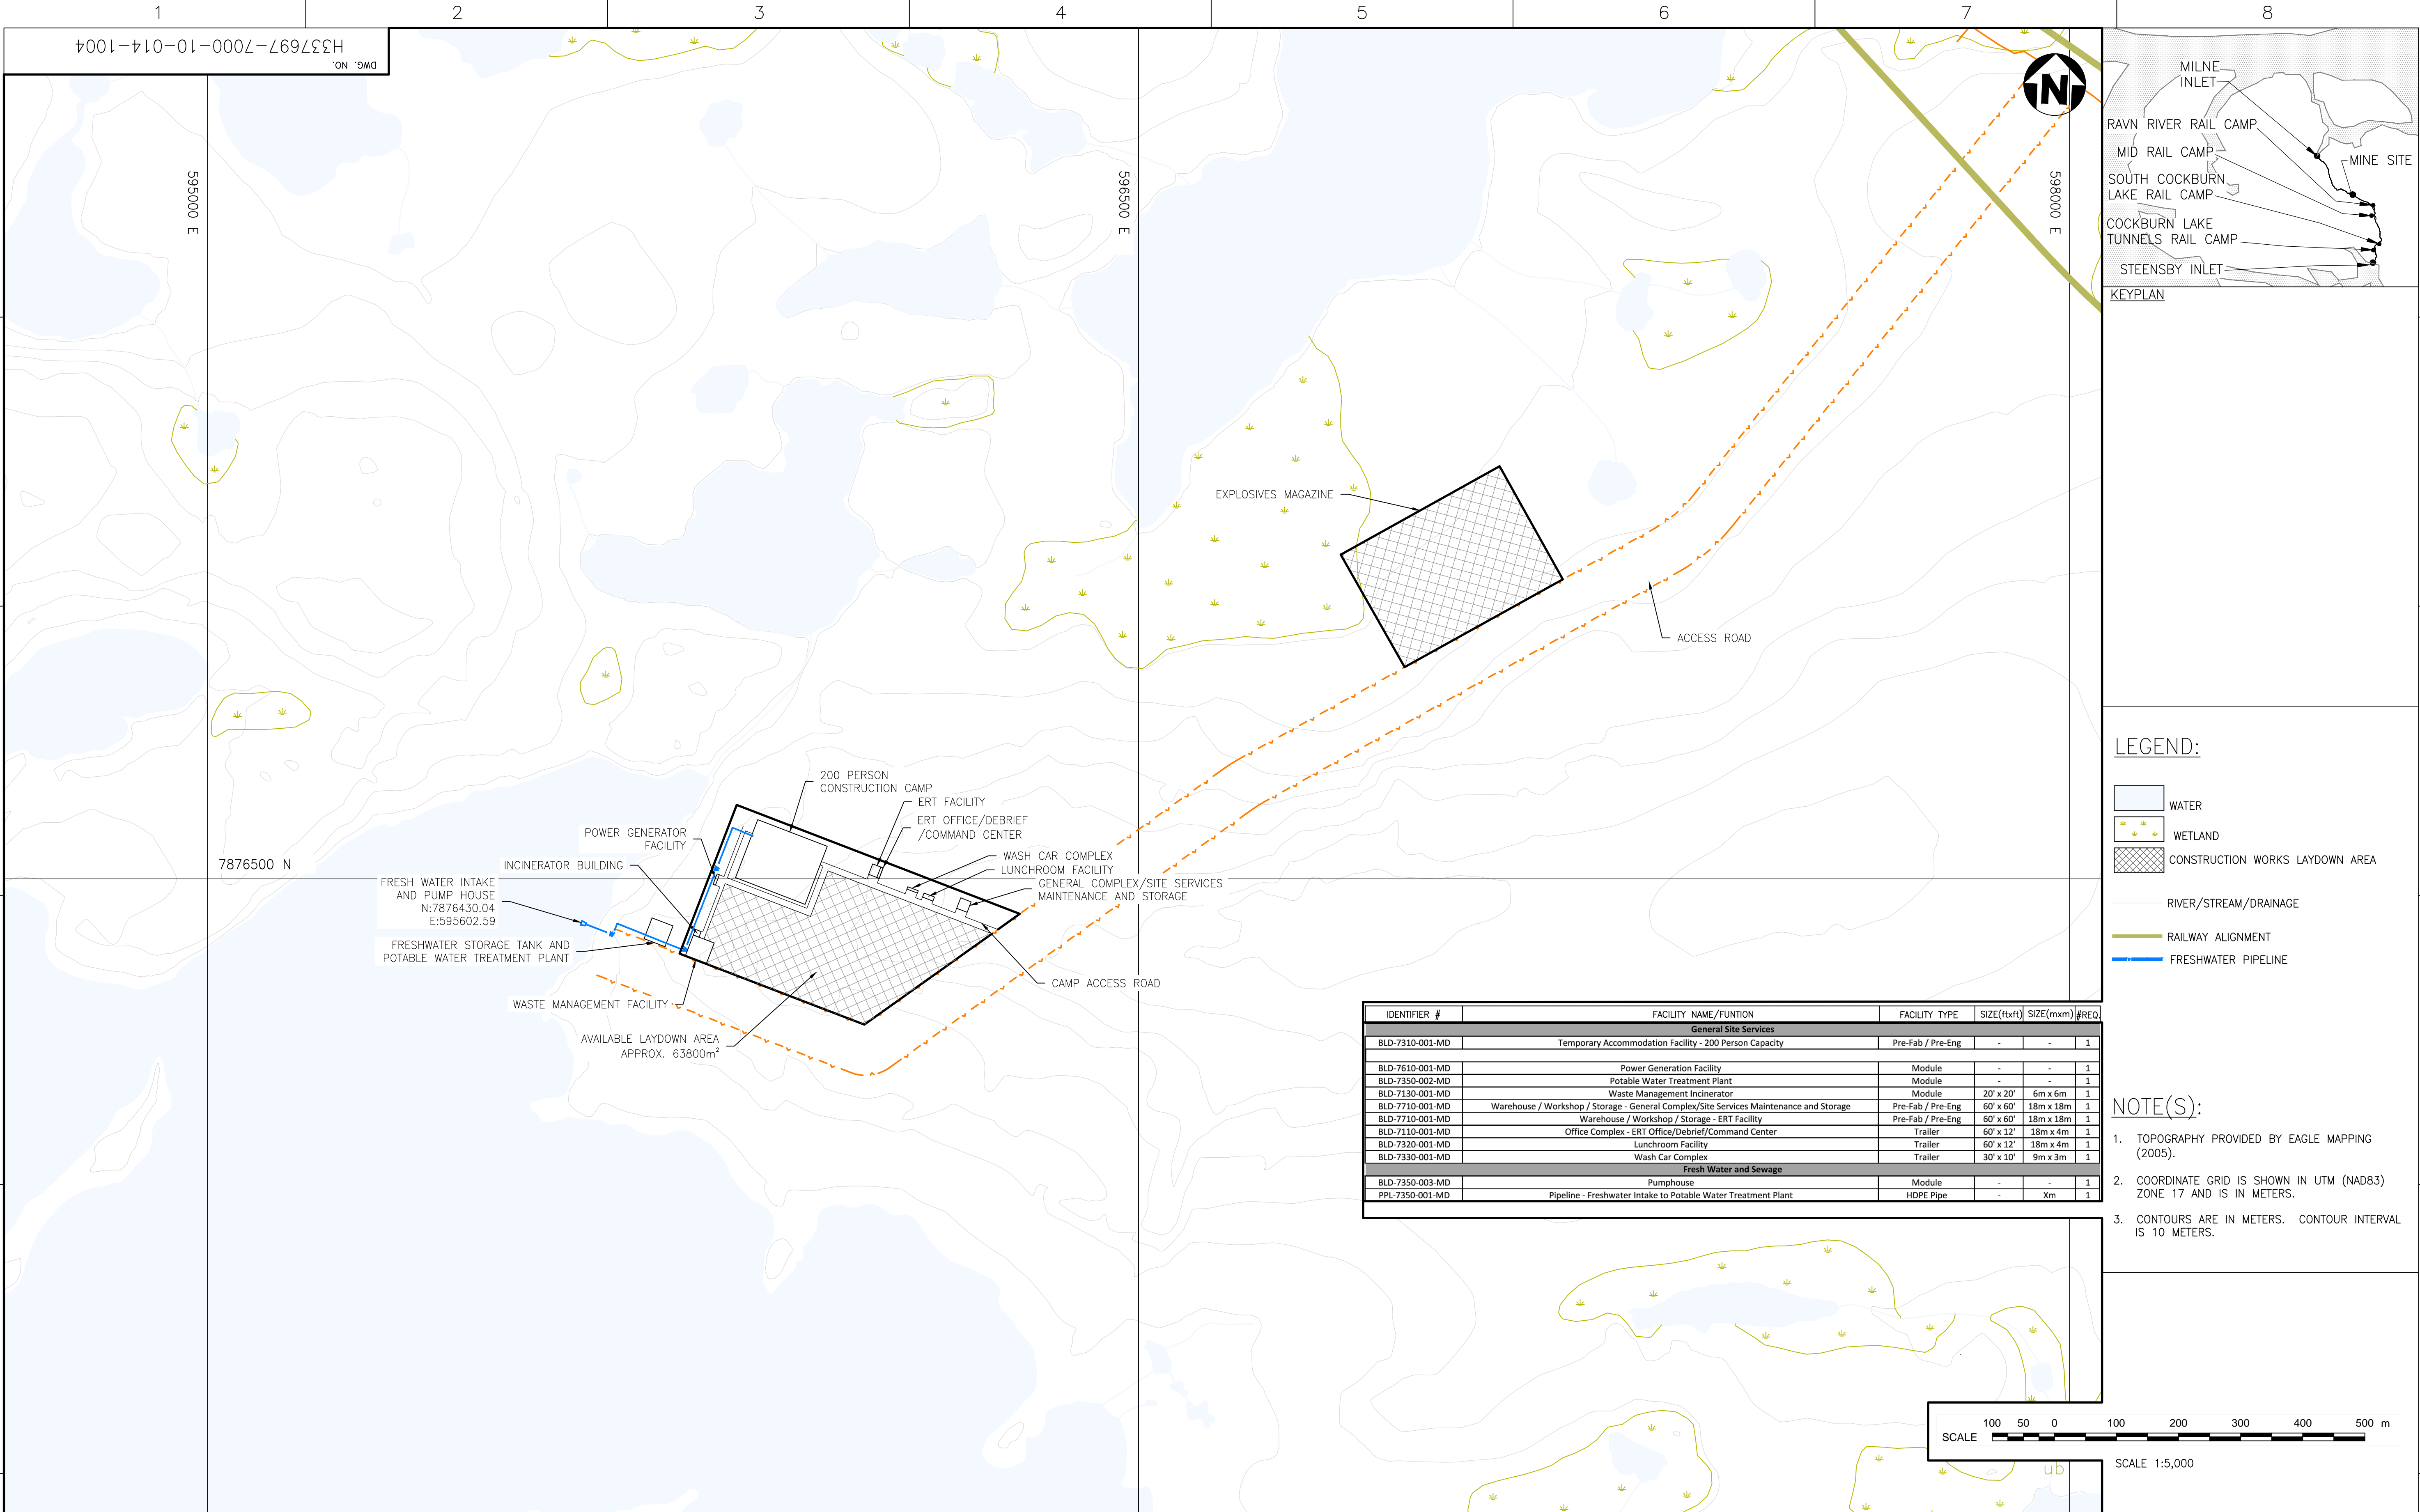 1 2 3 4 5 6 7 8
H337697-7000-10-014-1004
DWG. NO.
595000 E
596500 E
598000 E
7876500 N
N
MILNE
INLET
RAVN RIVER RAIL CAMP
MID RAIL CAMP
MINE SITE
SOUTH COCKBURN
LAKE RAIL CAMP
COCKBURN LAKE
TUNNELS RAIL CAMP
STEENSBY INLET
KEYPLAN
EXPLOSIVES MAGAZINE
ACCESS ROAD
200 PERSON
CONSTRUCTION CAMP
ERT FACILITY
ERT OFFICE/DEBRIEF
/COMMAND CENTER
POWER GENERATOR
FACILITY
WASH CAR COMPLEX
INCINERATOR BUILDING
LUNCHROOM FACILITY
GENERAL COMPLEX/SITE SERVICES
MAINTENANCE AND STORAGE
FRESH WATER INTAKE
AND PUMP HOUSE
N:7876430.04
E:595602.59
FRESHWATER STORAGE TANK AND
POTABLE WATER TREATMENT PLANT
CAMP ACCESS ROAD
WASTE MANAGEMENT FACILITY
AVAILABLE LAYDOWN AREA
APPROX. 63800m²
LEGEND:
WATER
WETLAND
CONSTRUCTION WORKS LAYDOWN AREA
RIVER/STREAM/DRAINAGE
RAILWAY ALIGNMENT
FRESHWATER PIPELINE
IDENTIFIER # FACILITY NAME/FUNTION FACILITY TYPE SIZE(ftxft) SIZE(mxm) #REQ.
General Site Services
BLD-7310-001-MD Temporary Accommodation Facility - 200 Person Capacity Pre-Fab / Pre-Eng - - 1
BLD-7610-001-MD Power Generation Facility Module - - 1
BLD-7350-002-MD Potable Water Treatment Plant Module - - 1
BLD-7130-001-MD Waste Management Incinerator Module 20' x 20' 6m x 6m 1
BLD-7710-001-MD Warehouse / Workshop / Storage - General Complex/Site Services Maintenance and Storage Pre-Fab / Pre-Eng 60' x 60' 18m x 18m 1
BLD-7710-001-MD Warehouse / Workshop / Storage - ERT Facility Pre-Fab / Pre-Eng 60' x 60' 18m x 18m 1
BLD-7110-001-MD Office Complex - ERT Office/Debrief/Command Center Trailer 60' x 12' 18m x 4m 1
BLD-7320-001-MD Lunchroom Facility Trailer 60' x 12' 18m x 4m 1
BLD-7330-001-MD Wash Car Complex Trailer 30' x 10' 9m x 3m 1
Fresh Water and Sewage
BLD-7350-003-MD Pumphouse Module - - 1
PPL-7350-001-MD Pipeline - Freshwater Intake to Potable Water Treatment Plant HDPE Pipe - Xm 1
NOTE(S):
1. TOPOGRAPHY PROVIDED BY EAGLE MAPPING
(2005).
2. COORDINATE GRID IS SHOWN IN UTM (NAD83)
ZONE 17 AND IS IN METERS.
3. CONTOURS ARE IN METERS. CONTOUR INTERVAL
IS 10 METERS.
100 50 0 100 200 300 400 500 m
SCALE
SCALE 1:5,000
ub